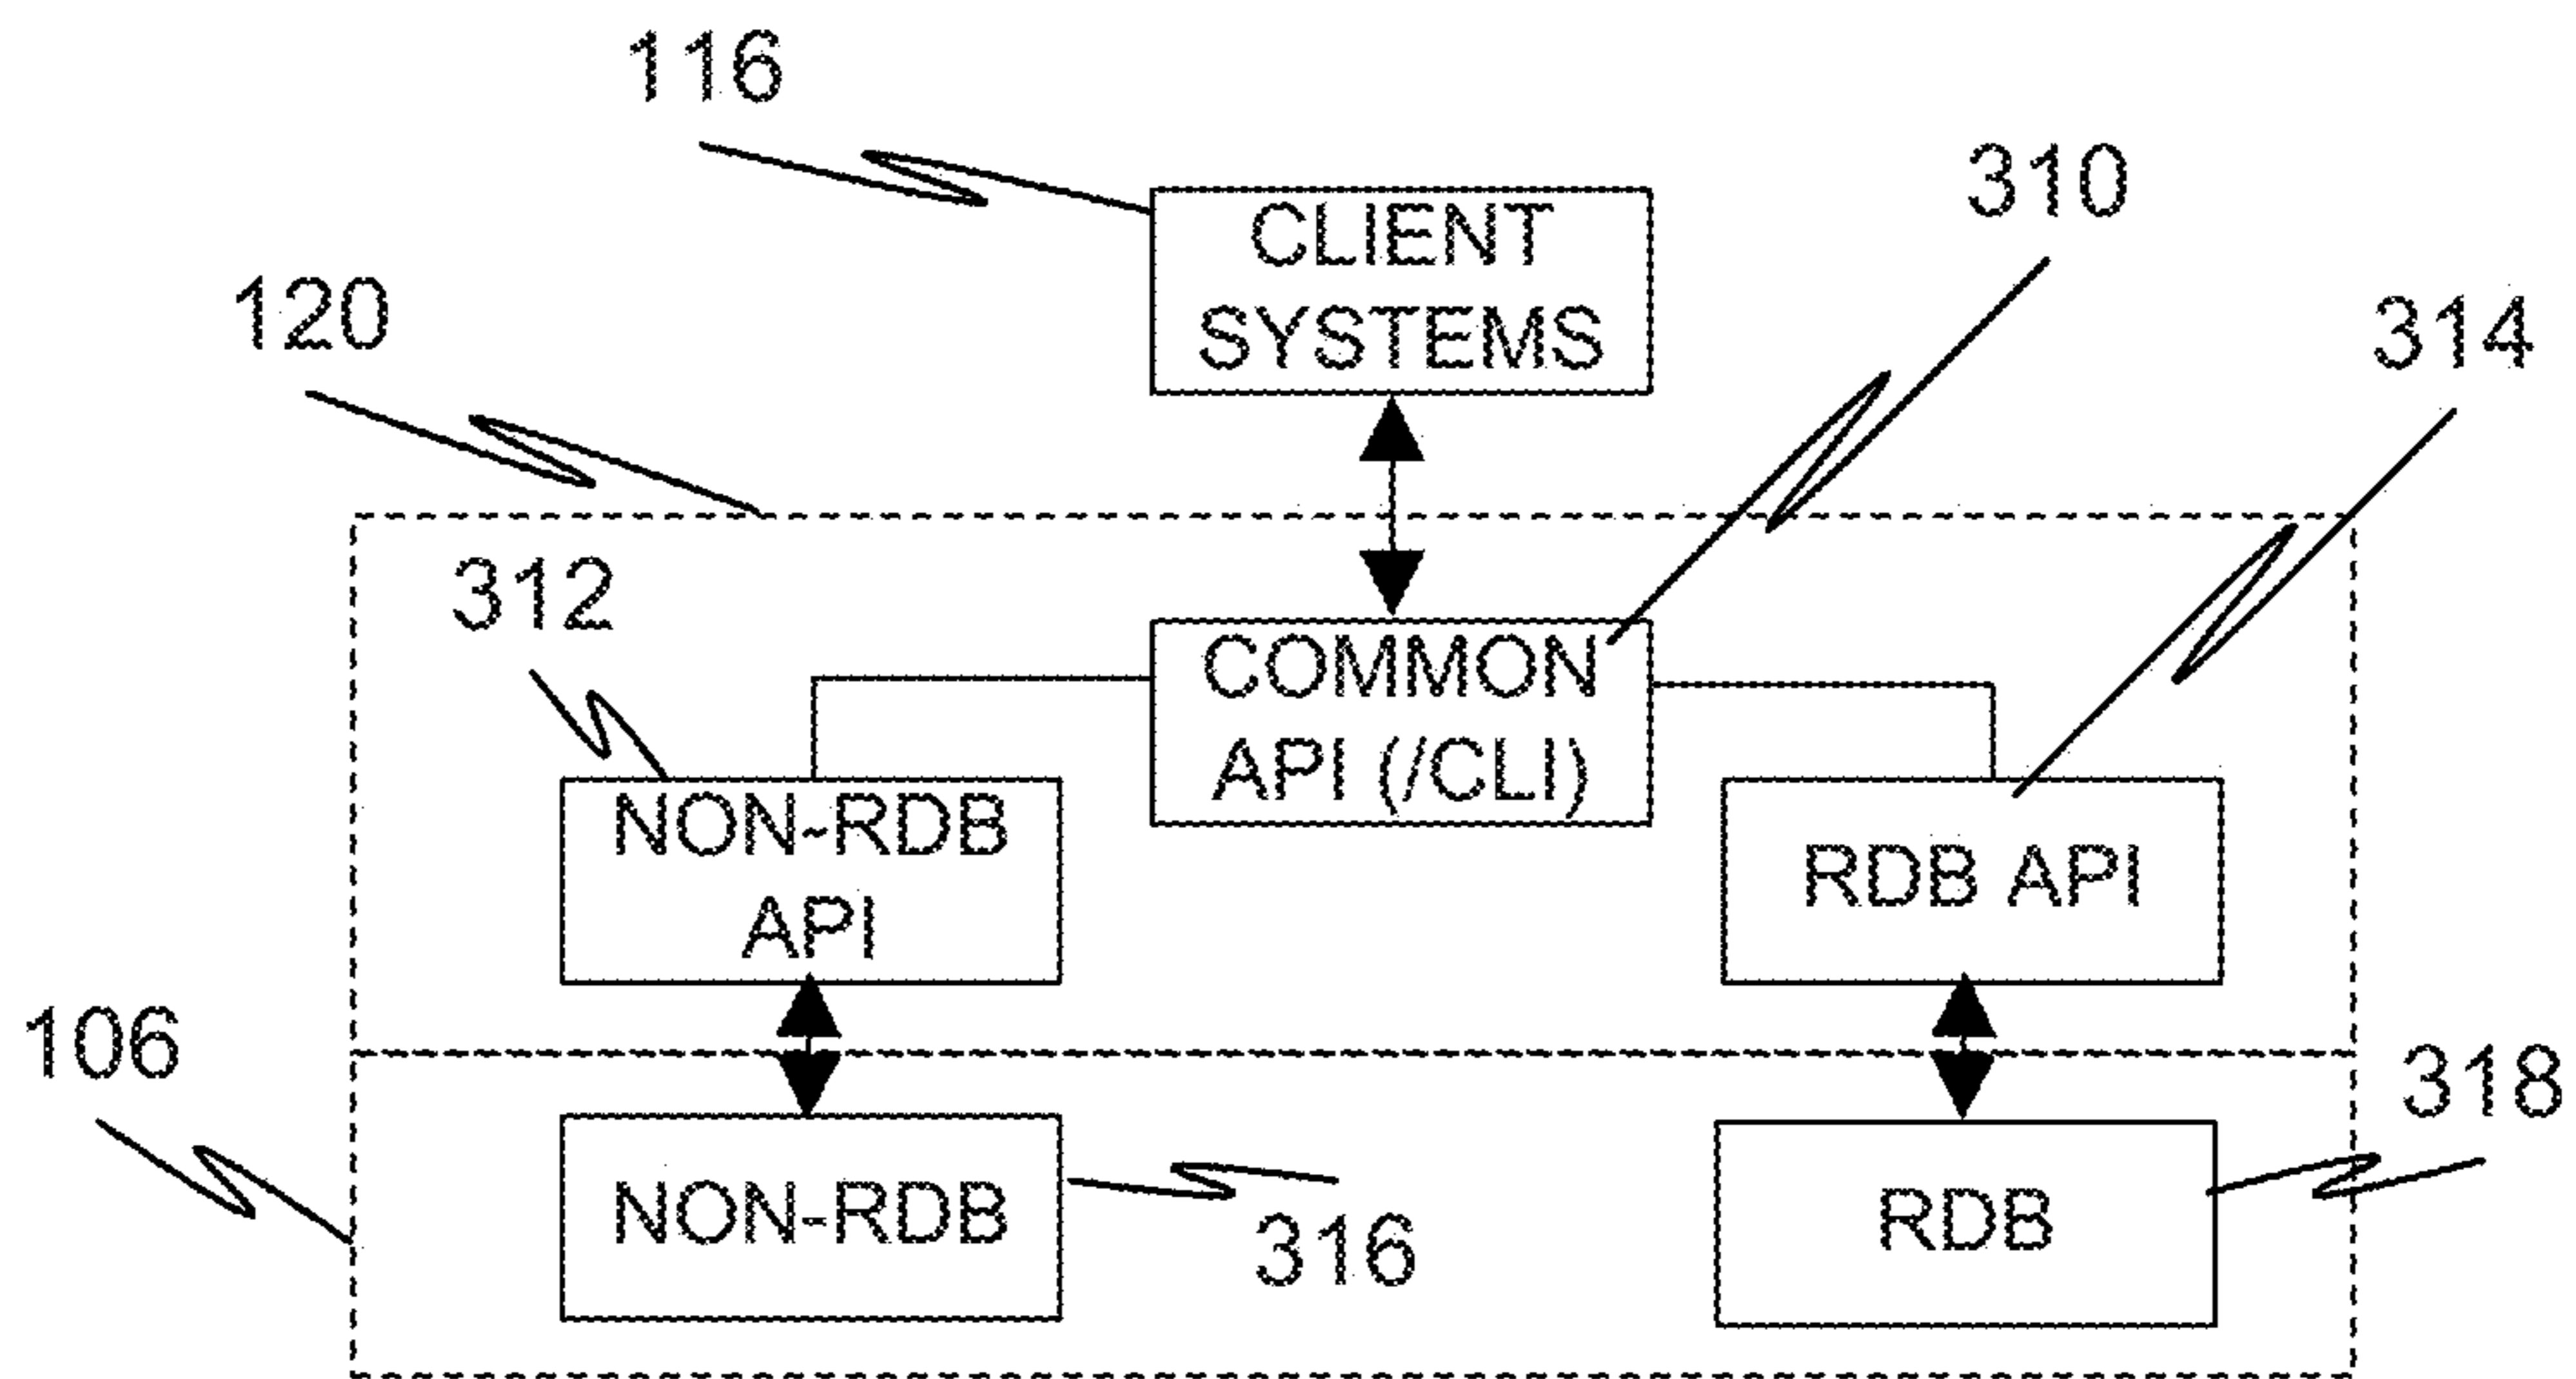 116
CLIENT
SYSTEMS
310
120
314
312
COMMON
API (/CLI)
NON-RDB
API
RDB API
106
318
NON-RDB
RDB
316